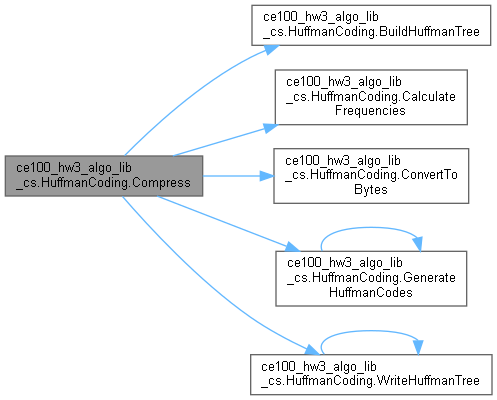 ce100_hw3_algo_lib
_cs.HuffmanCoding.BuildHuffmanTree
ce100_hw3_algo_lib
_cs.HuffmanCoding.Calculate
Frequencies
ce100_hw3_algo_lib
_cs.HuffmanCoding.Compress
ce100_hw3_algo_lib
_cs.HuffmanCoding.ConvertTo
Bytes
ce100_hw3_algo_lib
_cs.HuffmanCoding.Generate
HuffmanCodes
ce100_hw3_algo_lib
_cs.HuffmanCoding.WriteHuffmanTree